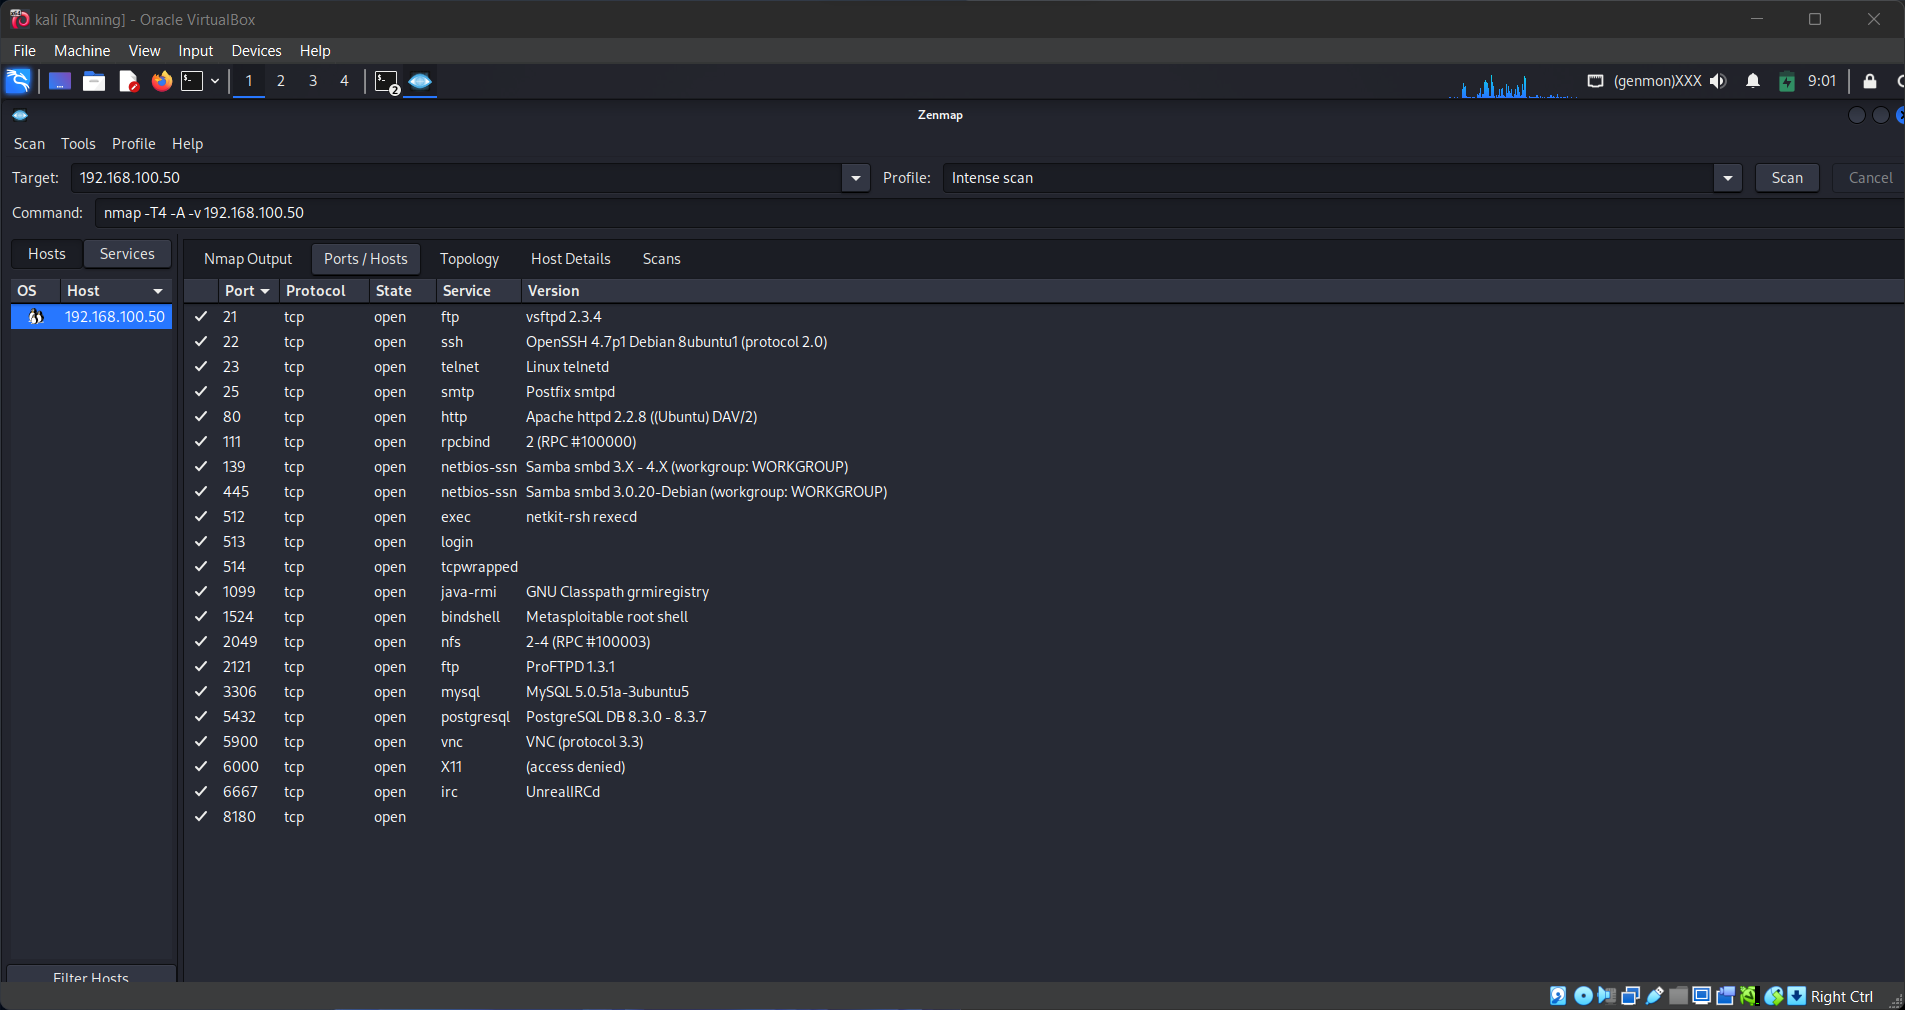 kali [Running] - Oracle VirtualBox
File Machine View Input Devices Help
1 2 3 4 2 (genmon)XXX 9:01
Zenmap
Scan Tools Profile Help
Target: 192.168.100.50 Profile: Intense scan Scan Cancel
Command: nmap -T4 -A -v 192.168.100.50
Hosts Services Nmap Output Ports / Hosts Topology Host Details Scans
OS Host Port Protocol State Service Version
192.168.100.50 21 tcp open ftp vsftpd 2.3.4
22 tcp open ssh OpenSSH 4.7p1 Debian 8ubuntu1 (protocol 2.0)
23 tcp open telnet Linux telnetd
25 tcp open smtp Postfix smtpd
80 tcp open http Apache httpd 2.2.8 ((Ubuntu) DAV/2)
111 tcp open rpcbind 2 (RPC #100000)
139 tcp open netbios-ssn Samba smbd 3.X - 4.X (workgroup: WORKGROUP)
445 tcp open netbios-ssn Samba smbd 3.0.20-Debian (workgroup: WORKGROUP)
512 tcp open exec netkit-rsh rexecd
513 tcp open login
514 tcp open tcpwrapped
1099 tcp open java-rmi GNU Classpath grmiregistry
1524 tcp open bindshell Metasploitable root shell
2049 tcp open nfs 2-4 (RPC #100003)
2121 tcp open ftp ProFTPD 1.3.1
3306 tcp open mysql MySQL 5.0.51a-3ubuntu5
5432 tcp open postgresql PostgreSQL DB 8.3.0 - 8.3.7
5900 tcp open vnc VNC (protocol 3.3)
6000 tcp open X11 (access denied)
6667 tcp open irc UnrealIRCd
8180 tcp open
Filter Hosts
Right Ctrl